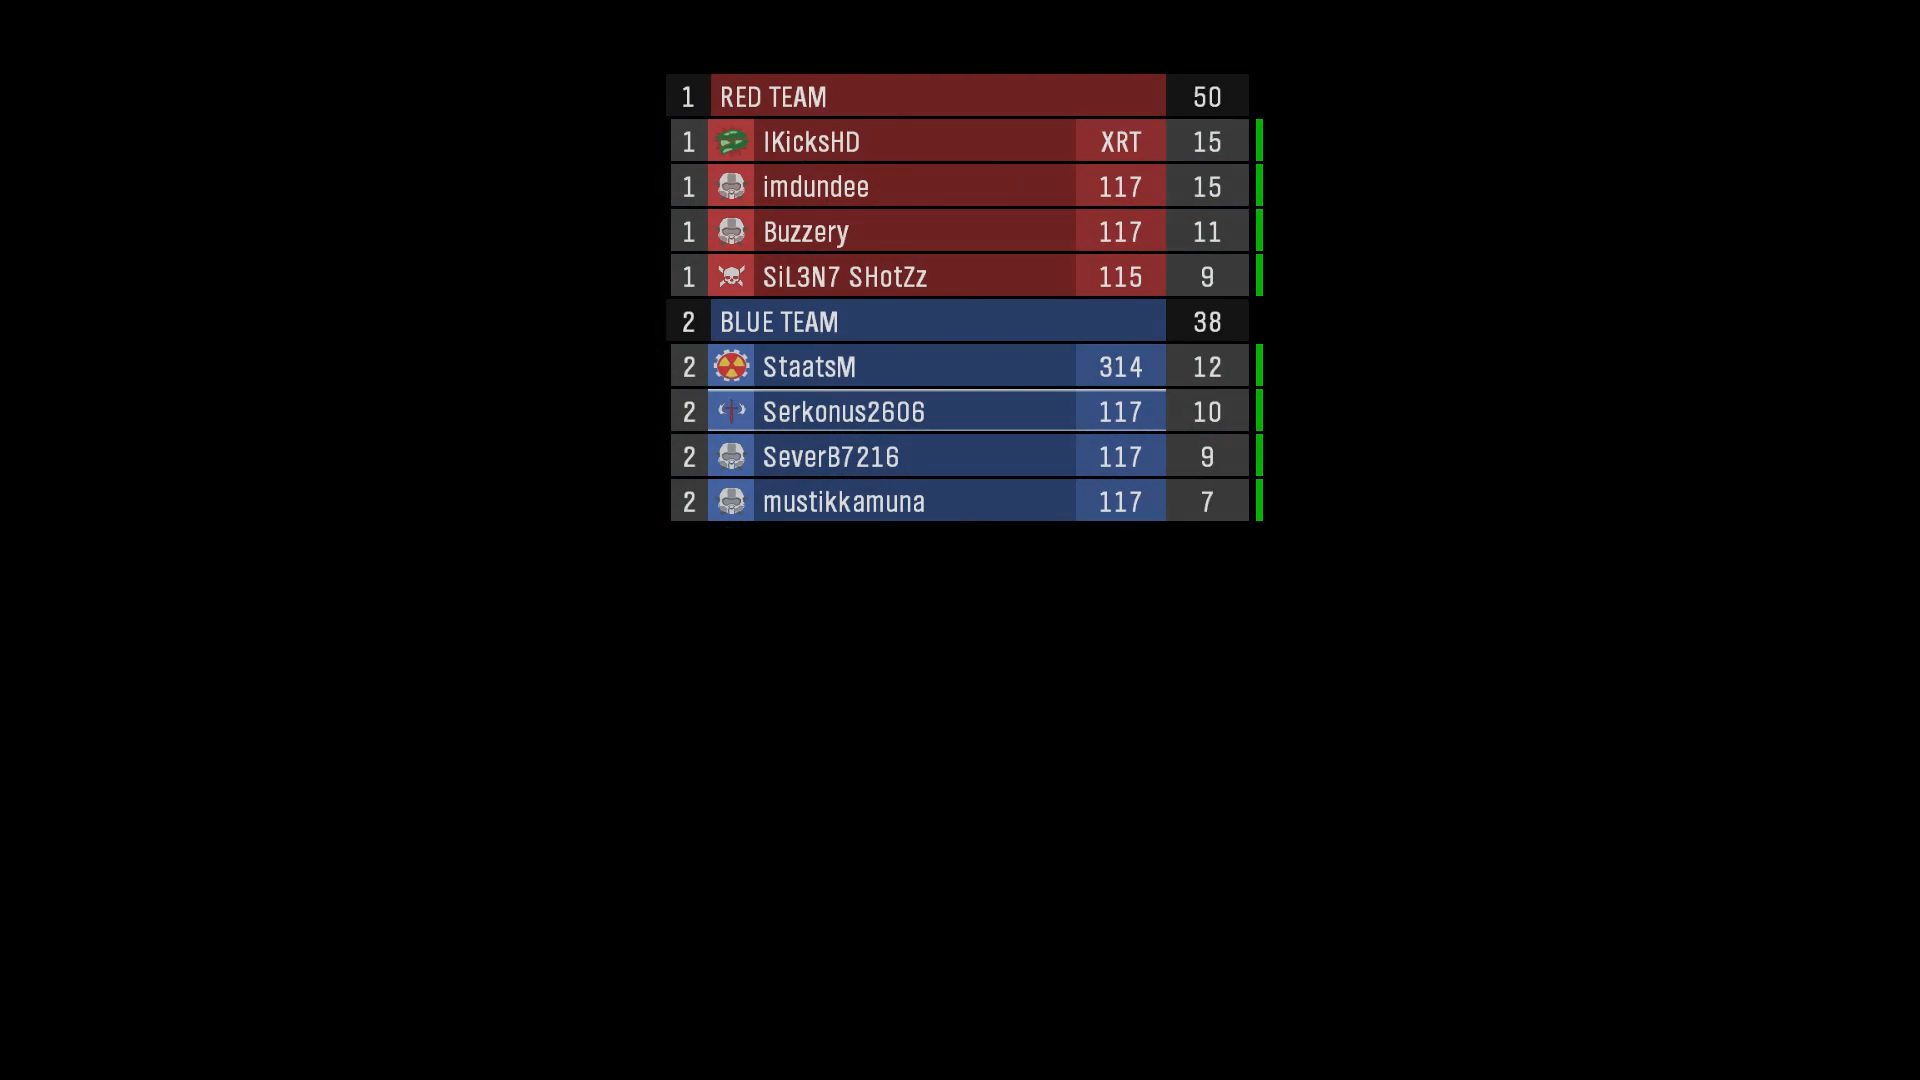 1 RED TEAM 50
1 IKicksHD XRT 15
1 imdundee 117 15
1 Buzzery 117 11
1 SiL3N7 SHotZz 115 9
2 BLUE TEAM 38
2 StaatsM 314 12
2 Serkonus2606 117 10
2 SeverB7216 117 9
2 mustikkamuna 117 7